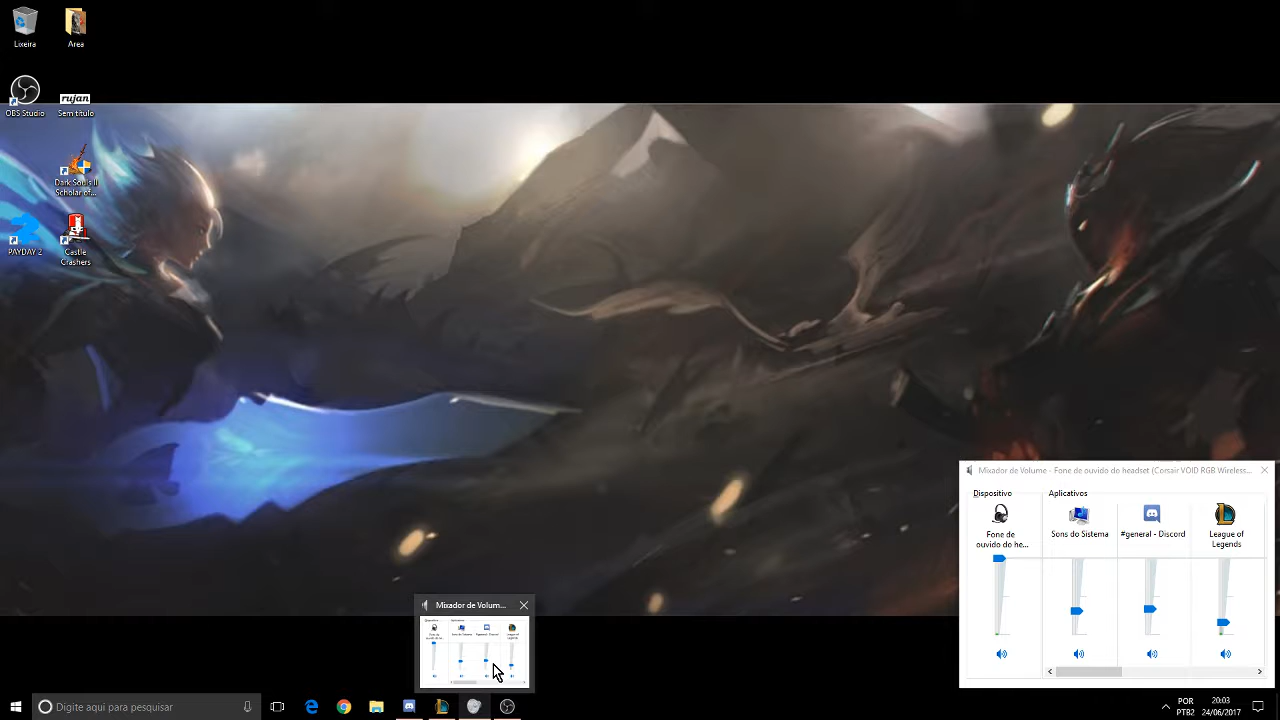 Lixeira
Area
OBS Studio
rujan
Sem título
Dark Souls II
Scholar of...
PAYDAY 2
Castle
Crashers
Mixador de Volume - Fone de ouvido do headset (Corsair VOID RGB Wireless...
Dispositivo
Aplicativos
Fone de
ouvido do he...
Sons do Sistema
#general - Discord
League of
Legends
Mixador de Volum...
Digite aqui para pesquisar
POR
PTB2
20:03
24/06/2017